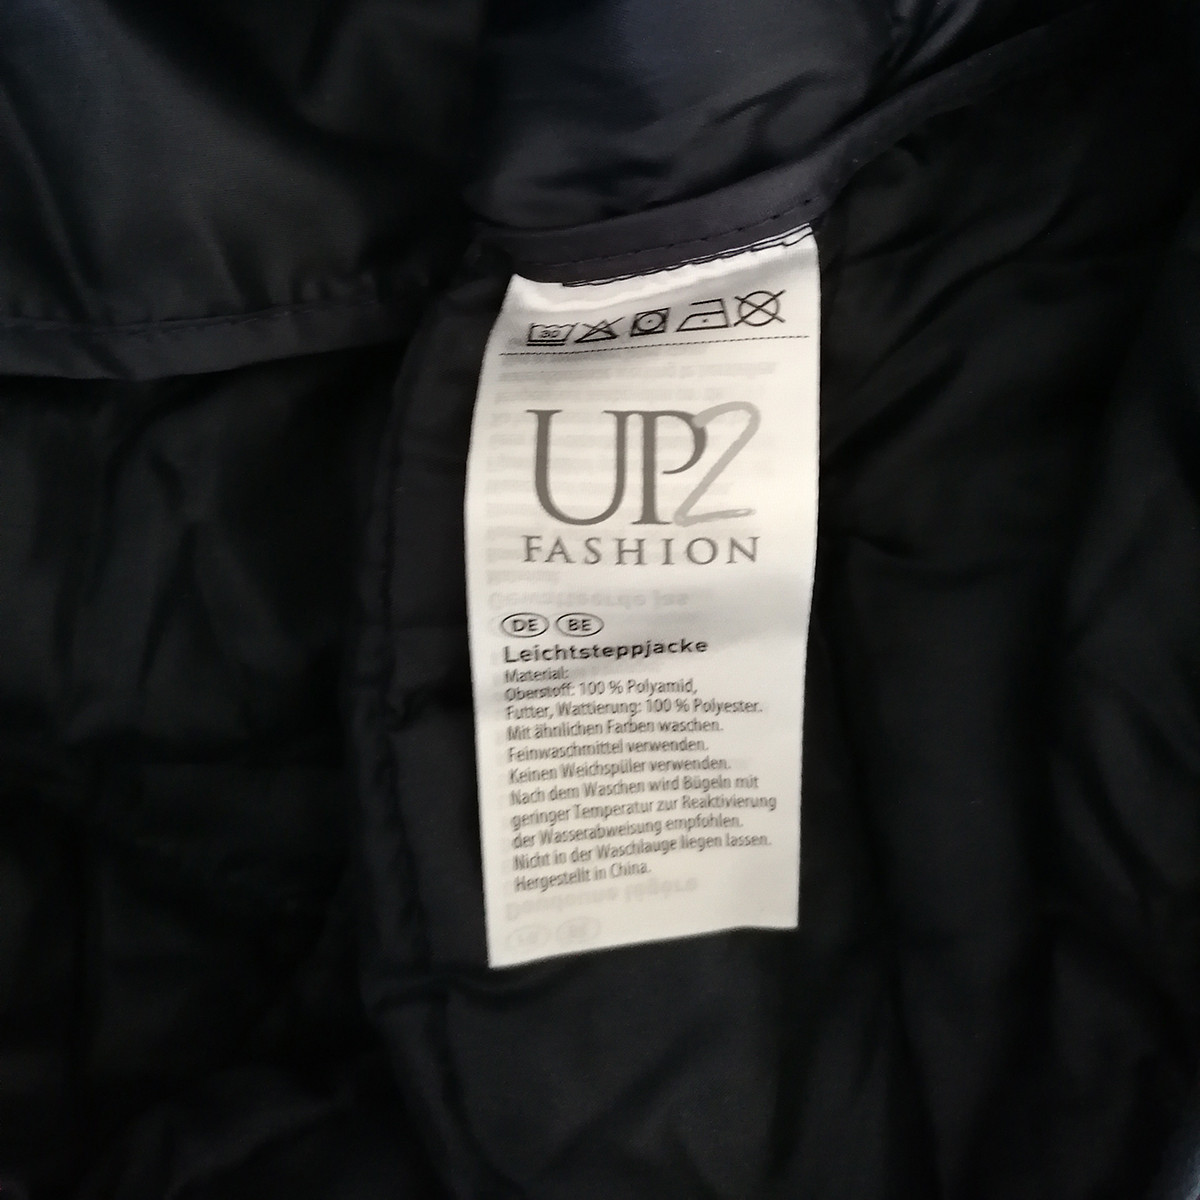 30
UP2
FASHION
DE BE
Leichtsteppjacke
Material:
Oberstoff: 100 % Polyamid,
Futter, Wattierung: 100 % Polyester.
Mit ähnlichen Farben waschen.
Feinwaschmittel verwenden.
Keinen Weichspüler verwenden.
Nach dem Waschen wird Bügeln mit
geringer Temperatur zur Reaktivierung
der Wasserabweisung empfohlen.
Nicht in der Waschlauge liegen lassen.
Hergestellt in China.